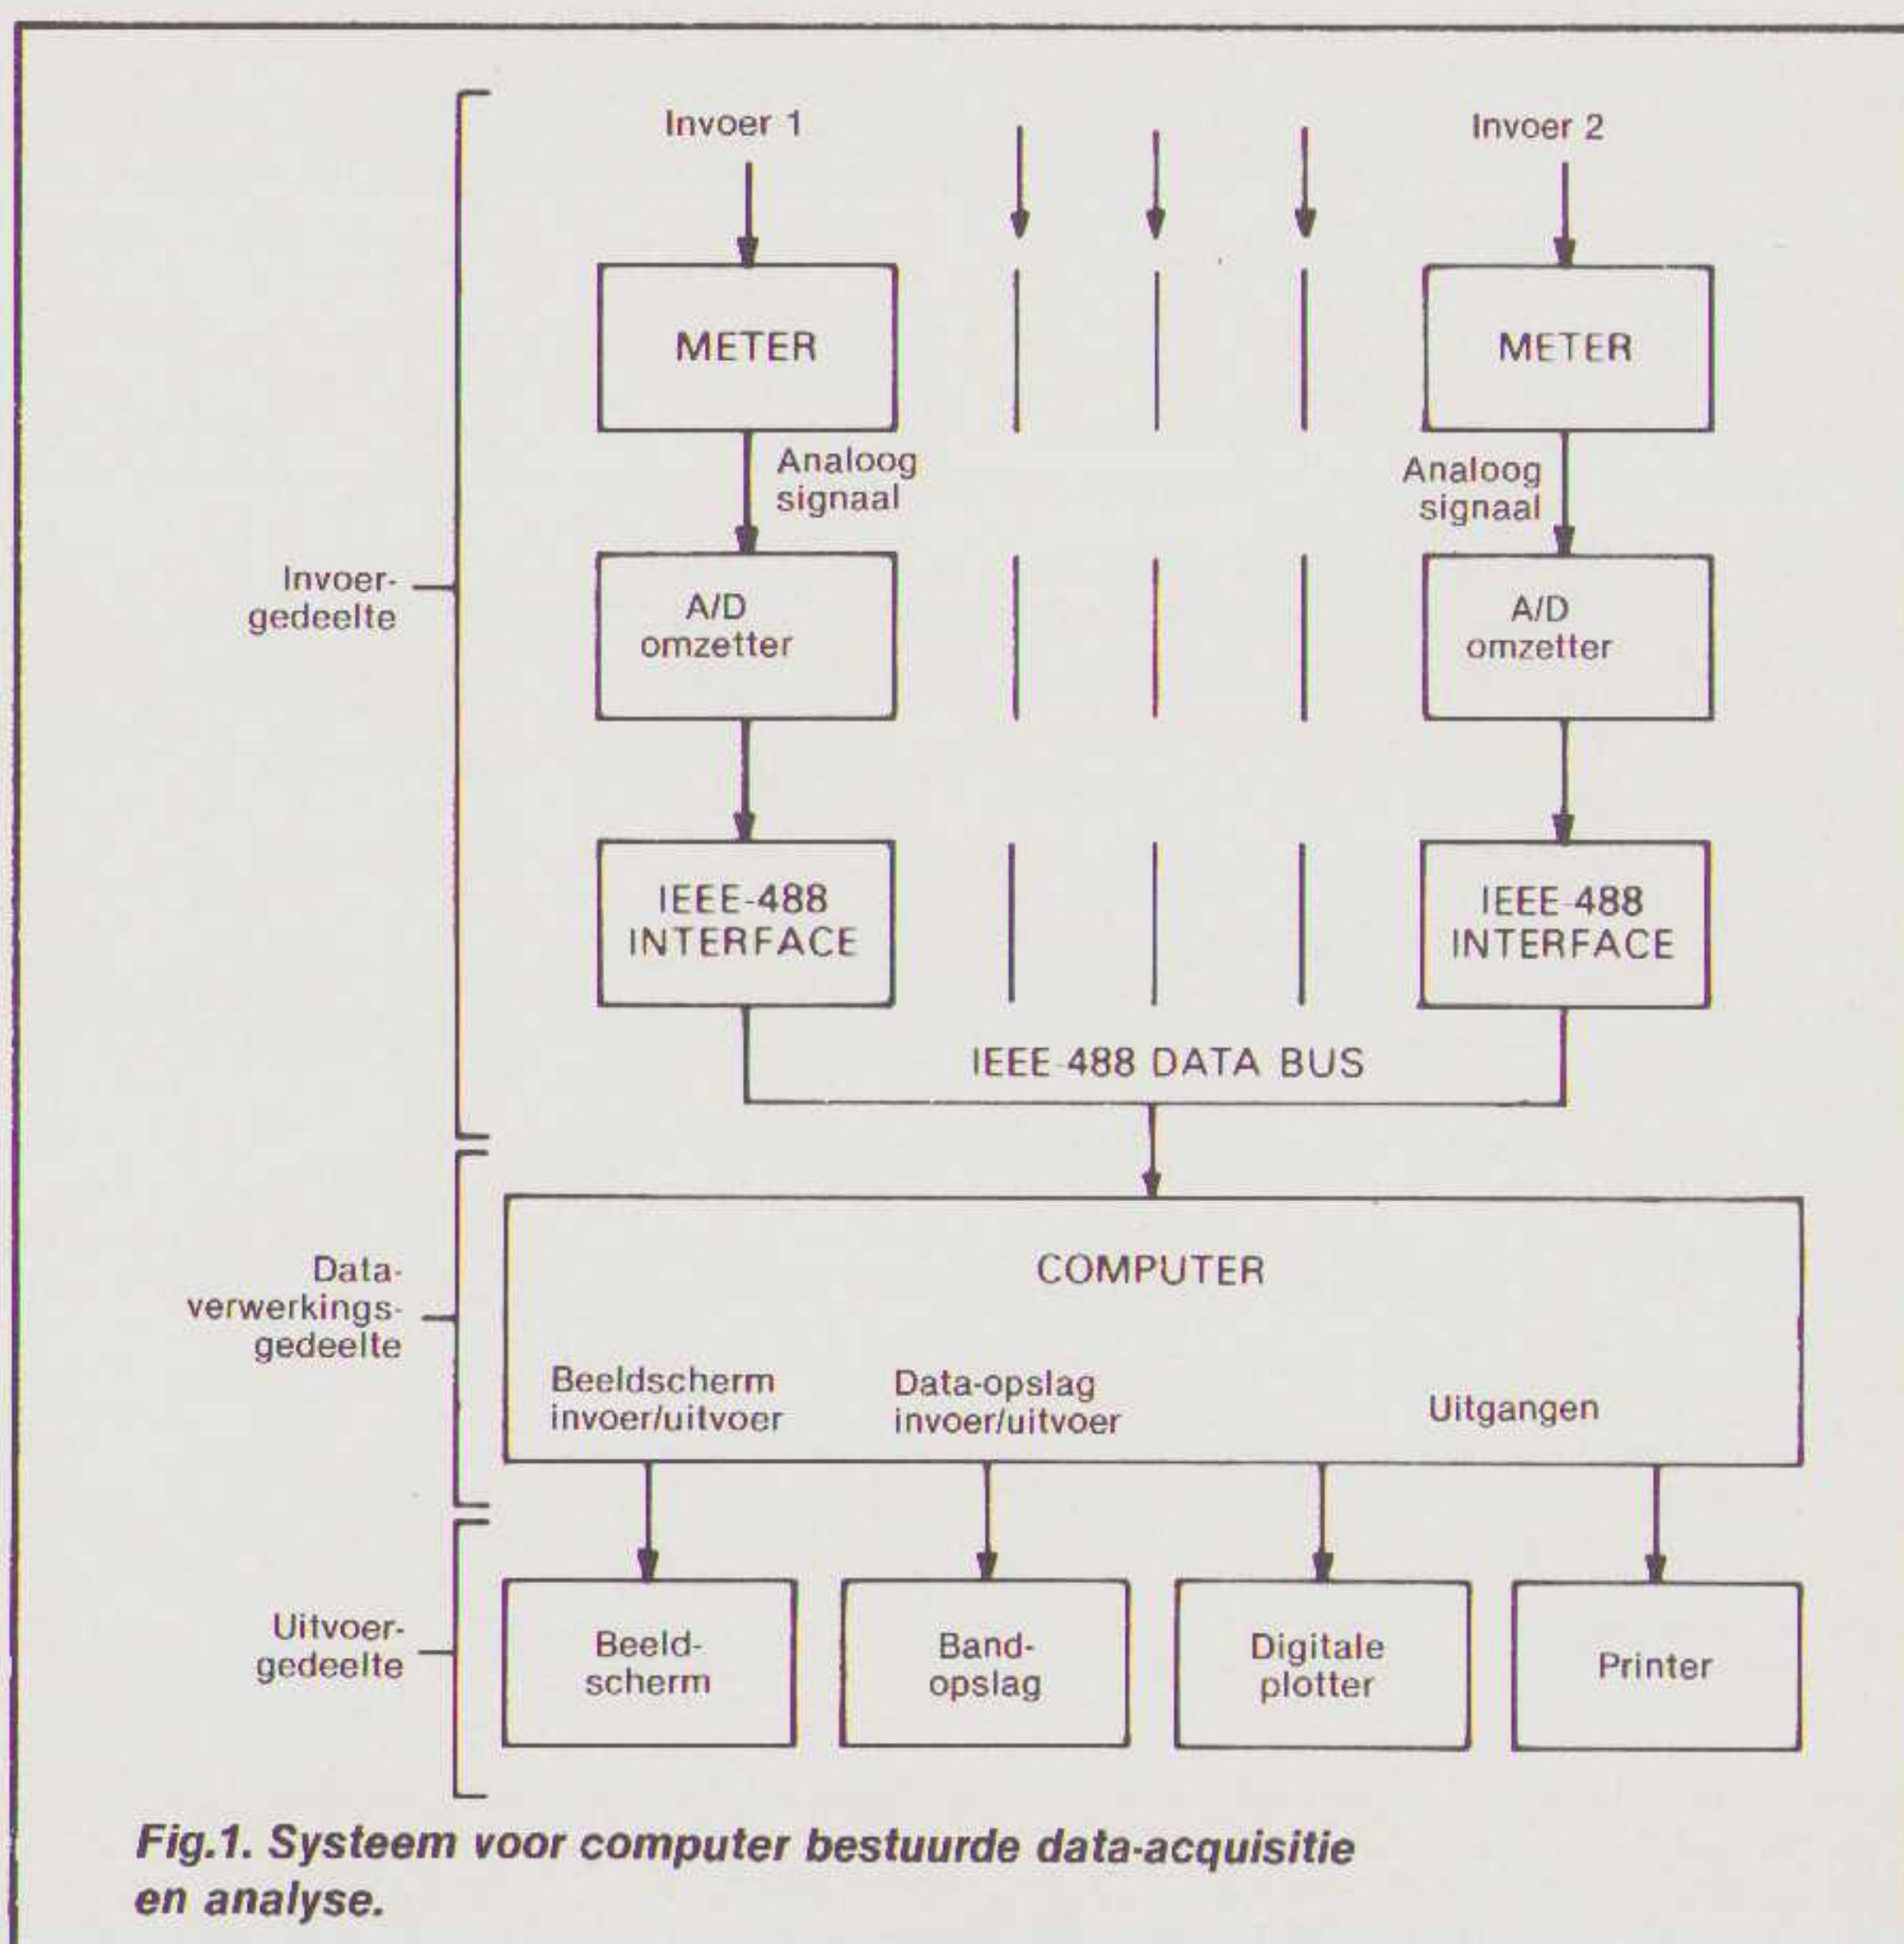 Invoer 1
Invoer 2
METER
METER
Analoog
signaal
Analoog
signaal
Invoer-
gedeelte
A/D
omzetter
A/D
omzetter
IEEE-488
INTERFACE
IEEE-488
INTERFACE
IEEE-488 DATA BUS
Data-
verwerkings-
gedeelte
COMPUTER
Beeldscherm
invoer/uitvoer
Data-opslag
invoer/uitvoer
Uitgangen
Uitvoer-
gedeelte
Beeld-
scherm
Band-
opslag
Digitale
plotter
Printer
Fig.1. Systeem voor computer bestuurde data-acquisitie
en analyse.